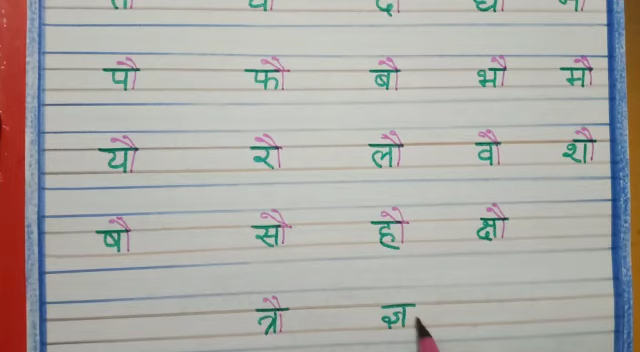 पौ फौ बौ भौ मौ
यौ रौ लौ वौ शौ
षौ सौ हौ क्षौ
त्रौ ज्ञ